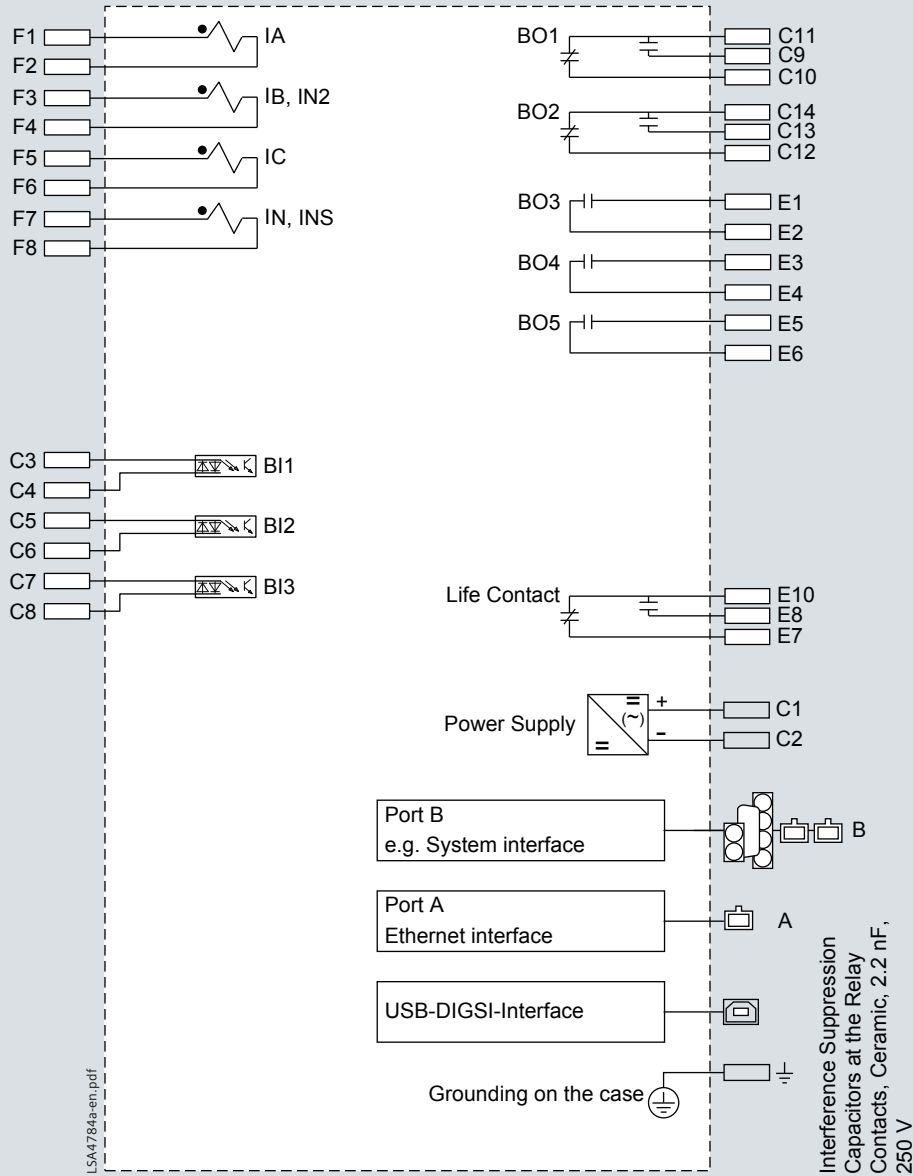 F1
IA
F2
F3
IB, IN2
F4
F5
IC
F6
F7
IN, INS
F8
C3
BI1
C4
C5
BI2
C6
C7
BI3
C8
BO1
C11
C9
C10
BO2
C14
C13
C12
BO3
E1
E2
BO4
E3
E4
BO5
E5
E6
Life Contact
E10
E8
E7
Power Supply
=
(~)
=
+
-
C1
C2
Port B
e.g. System interface
B
Port A
Ethernet interface
A
USB-DIGSI-Interface
Grounding on the case
Interference Suppression
Capacitors at the Relay
Contacts, Ceramic, 2.2 nF,
250 V
LSA4784a-en.pdf